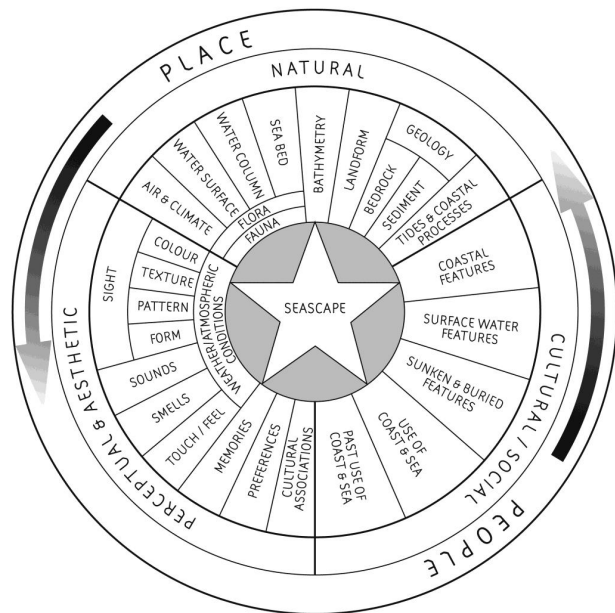 PLACE
NATURAL
AIR & CLIMATE
WATER SURFACE
WATER COLUMN
SEA BED
FLORA
FAUNA
BATHYMETRY
LANDFORM
GEOLOGY
BEDROCK
SEDIMENT
TIDES & COASTAL
PROCESSES
COASTAL
FEATURES
SURFACE WATER
FEATURES
SUNKEN & BURIED
FEATURES
USE OF
COAST & SEA
PAST USE OF
COAST & SEA
CULTURAL / SOCIAL
PEOPLE
CULTURAL
ASSOCIATIONS
PREFERENCES
MEMORIES
TOUCH / FEEL
SMELLS
SOUNDS
SIGHT
COLOUR
TEXTURE
PATTERN
FORM
WEATHER/ATMOSPHERIC
CONDITIONS
PERCEPTUAL & AESTHETIC
SEASCAPE